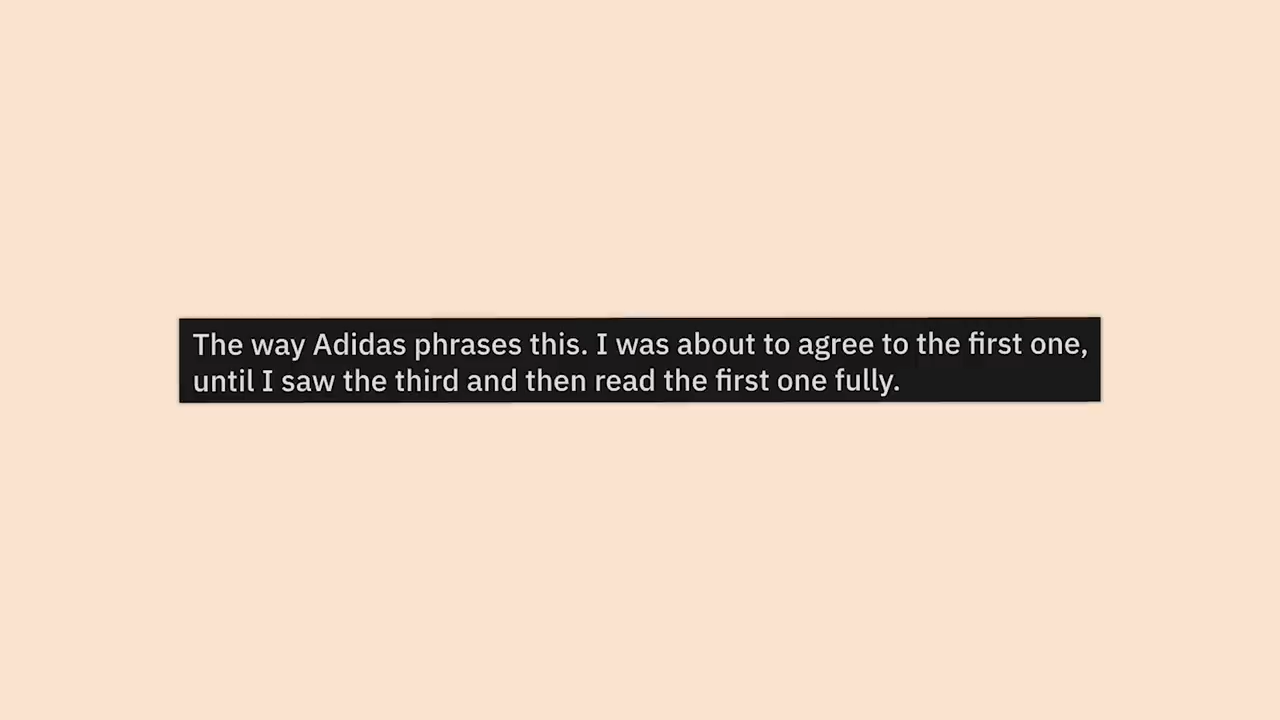 The way Adidas phrases this. I was about to agree to the first one,
until I saw the third and then read the first one fully.